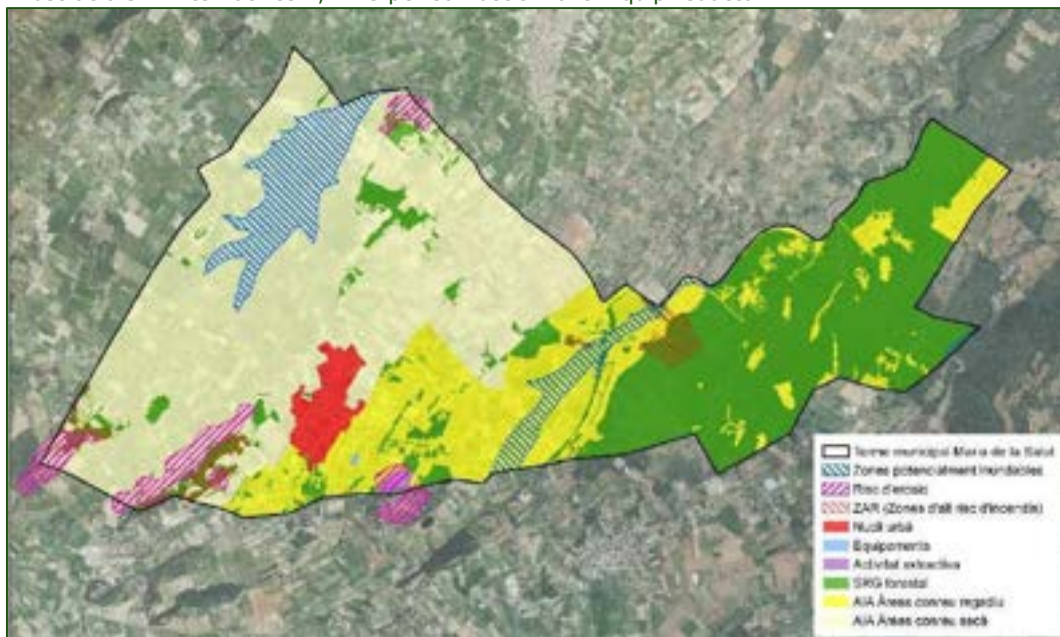 Terme municipal Maria de la Salut
Zones potencialment inundables
Risc d'erosió
ZAR (Zones d'alt risc d'incendis)
Nucli urbà
Equipaments
Activitat extractiva
SRG forestal
AIA Àrees conreu regadiu
AIA Àrees conreu secà